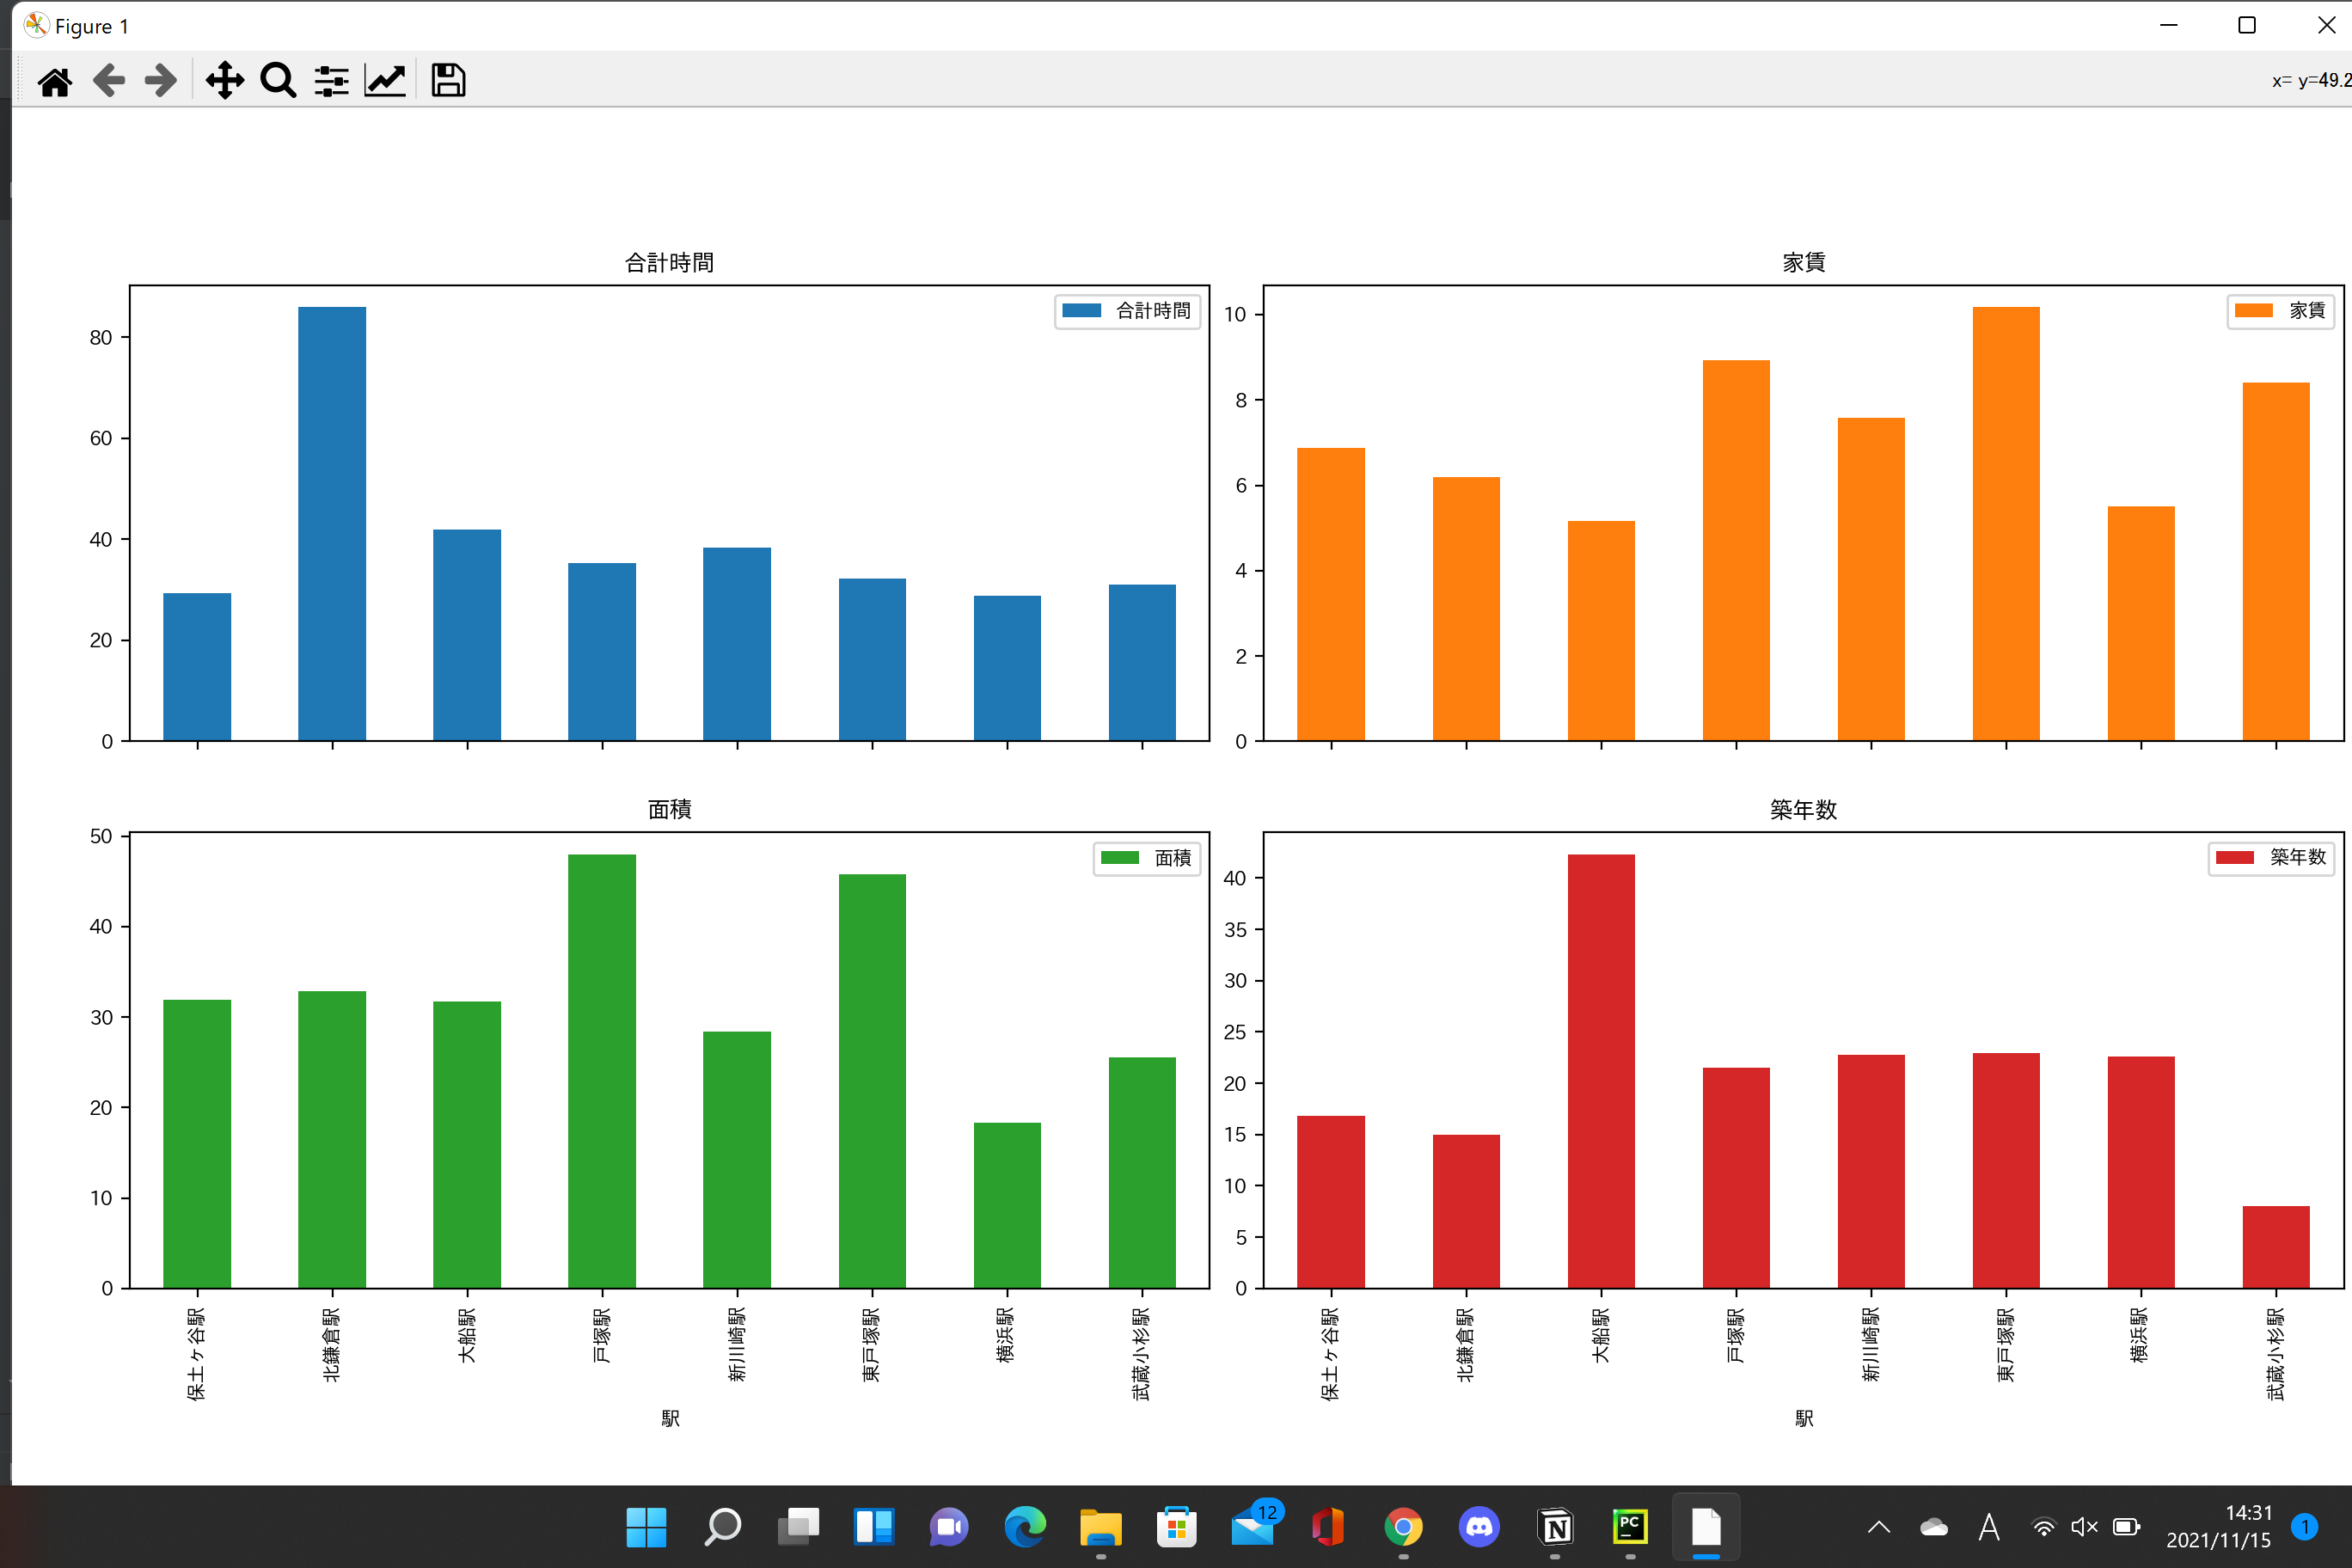 Figure 1
x= y=49.2
合計時間
合計時間
80
60
40
20
0
家賃
家賃
10
8
6
4
2
0
面積
面積
50
40
30
20
10
0
保土ヶ谷駅
北鎌倉駅
大船駅
戸塚駅
新川崎駅
東戸塚駅
横浜駅
武蔵小杉駅
駅
築年数
築年数
40
35
30
25
20
15
10
5
0
保土ヶ谷駅
北鎌倉駅
大船駅
戸塚駅
新川崎駅
東戸塚駅
横浜駅
武蔵小杉駅
駅
12
N
PC
A
14:31
2021/11/15
1